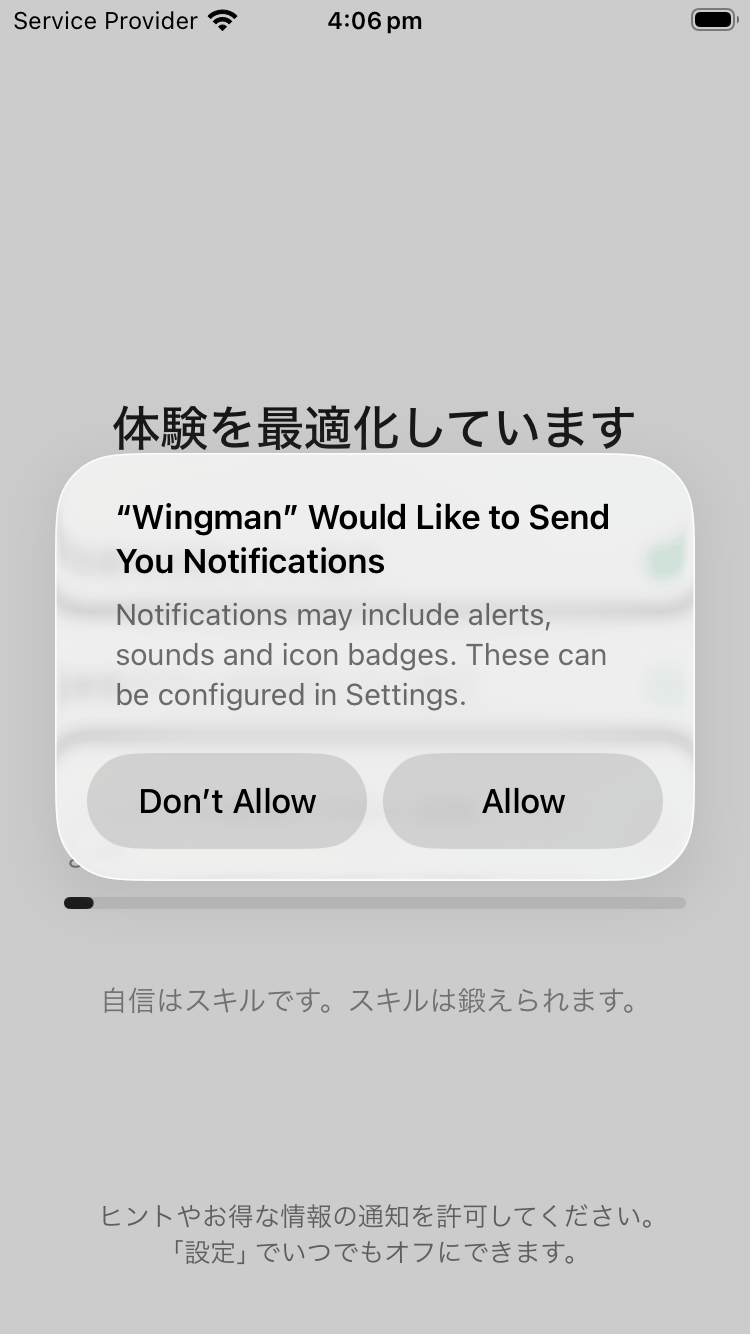 Service Provider
4:06 pm
体験を最適化しています
“Wingman” Would Like to Send
You Notifications
Notifications may include alerts,
sounds and icon badges. These can
be configured in Settings.
Don’t Allow
Allow
自信はスキルです。スキルは鍛えられます。
ヒントやお得な情報の通知を許可してください。
「設定」でいつでもオフにできます。